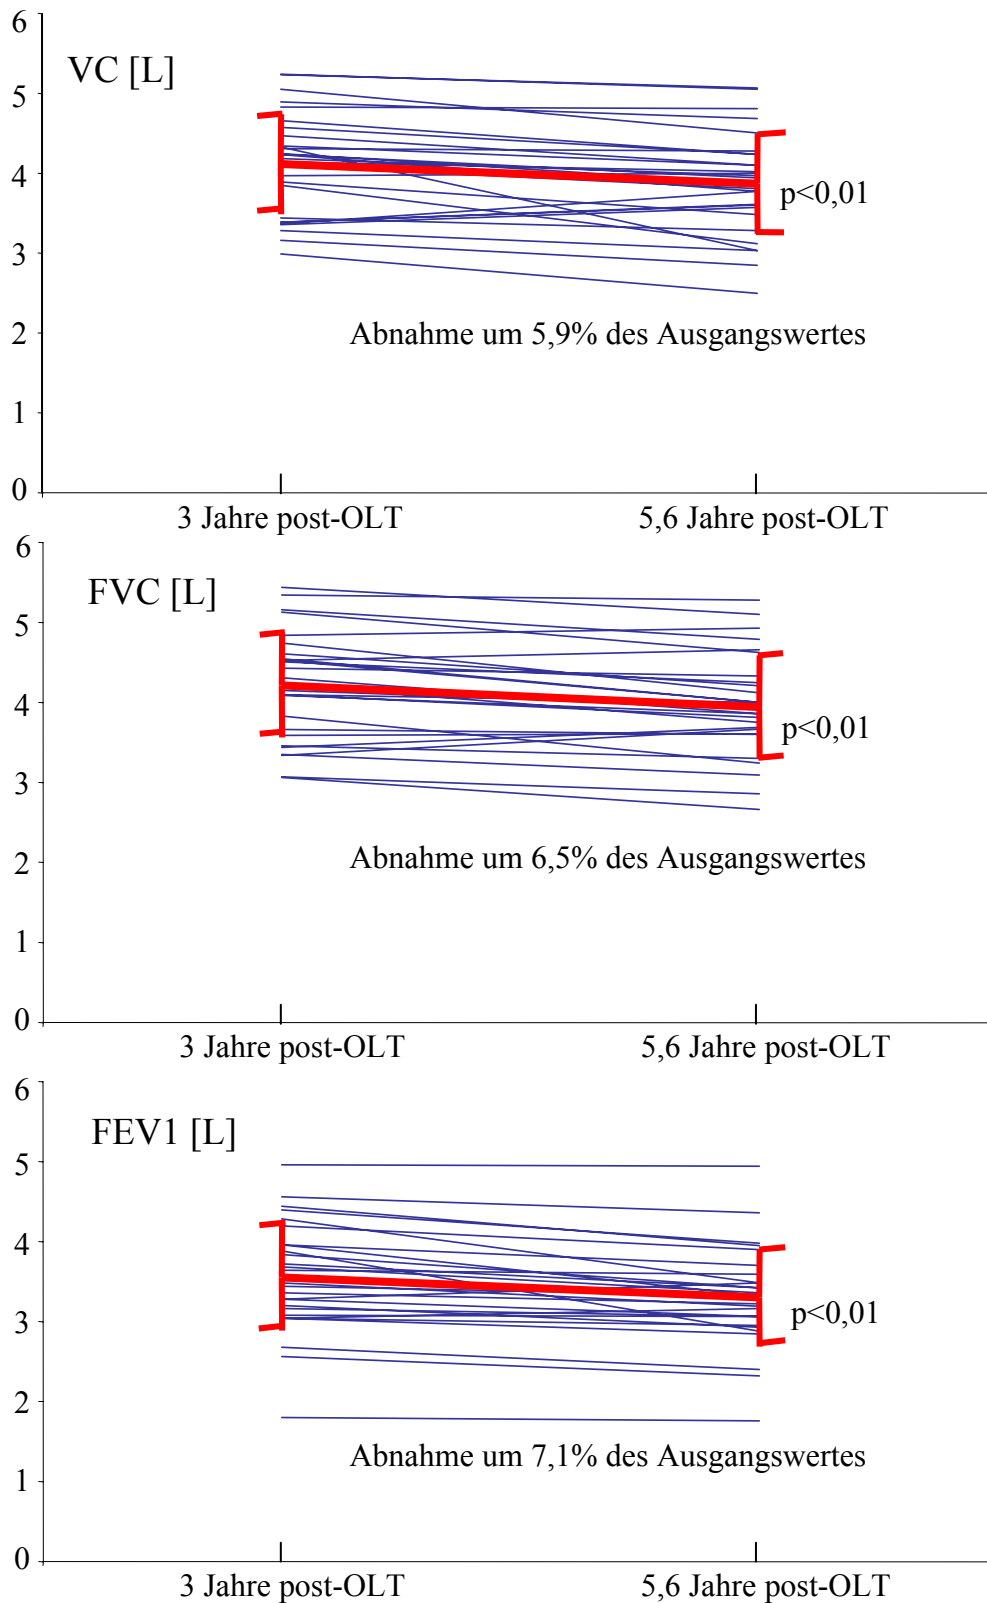 6
VC [L]
5
4
p<0,01
3
Abnahme um 5,9% des Ausgangswertes
2
1
0
3 Jahre post-OLT
5,6 Jahre post-OLT
6
FVC [L]
5
4
p<0,01
3
Abnahme um 6,5% des Ausgangswertes
2
1
0
3 Jahre post-OLT
5,6 Jahre post-OLT
6
FEV1 [L]
5
4
p<0,01
3
2
Abnahme um 7,1% des Ausgangswertes
1
0
3 Jahre post-OLT
5,6 Jahre post-OLT